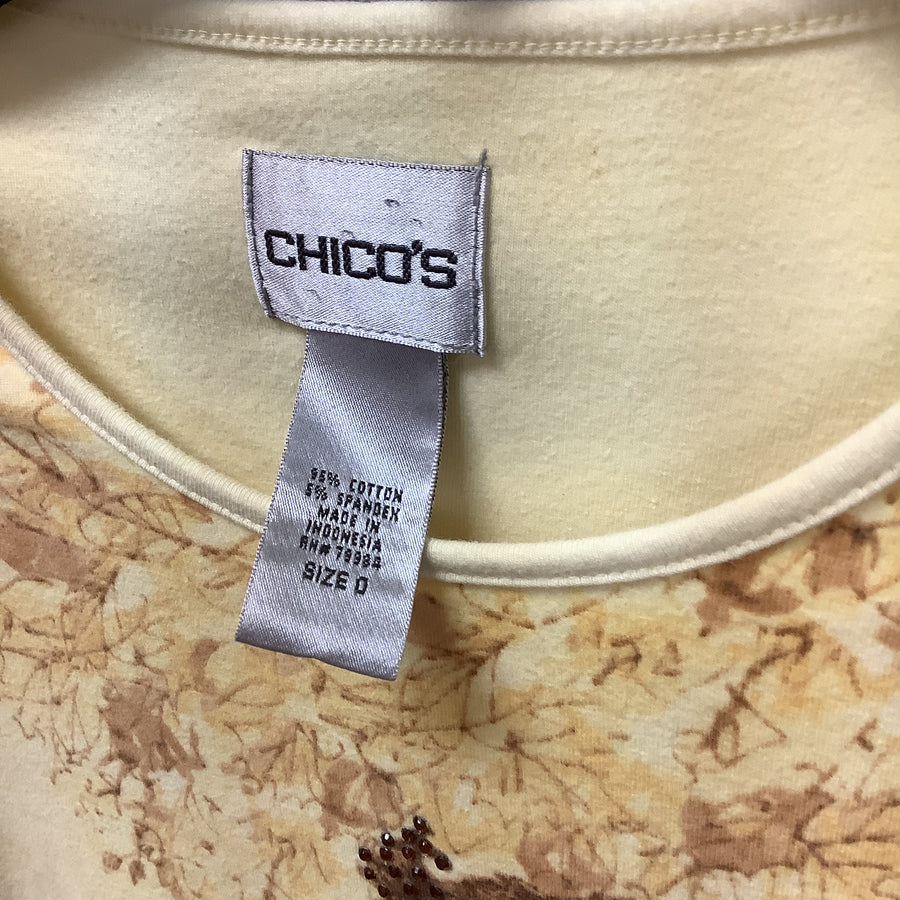 CHICO'S
95% COTTON
5% SPANDEX
MADE IN
INDONESIA
RN# 79984
SIZE 0